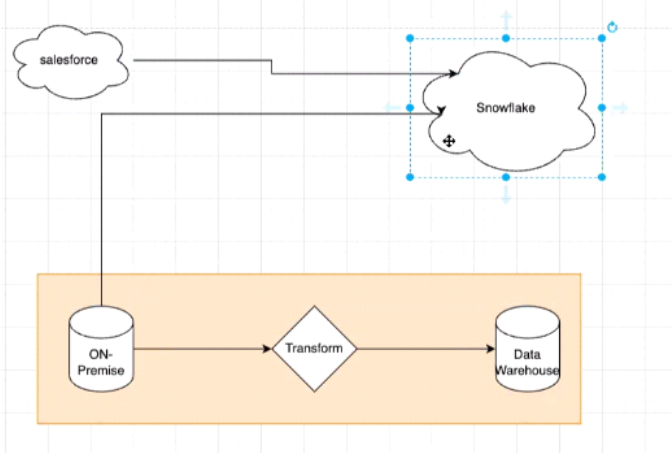 salesforce
Snowflake
ON-
Premise
Transform
Data
Warehouse